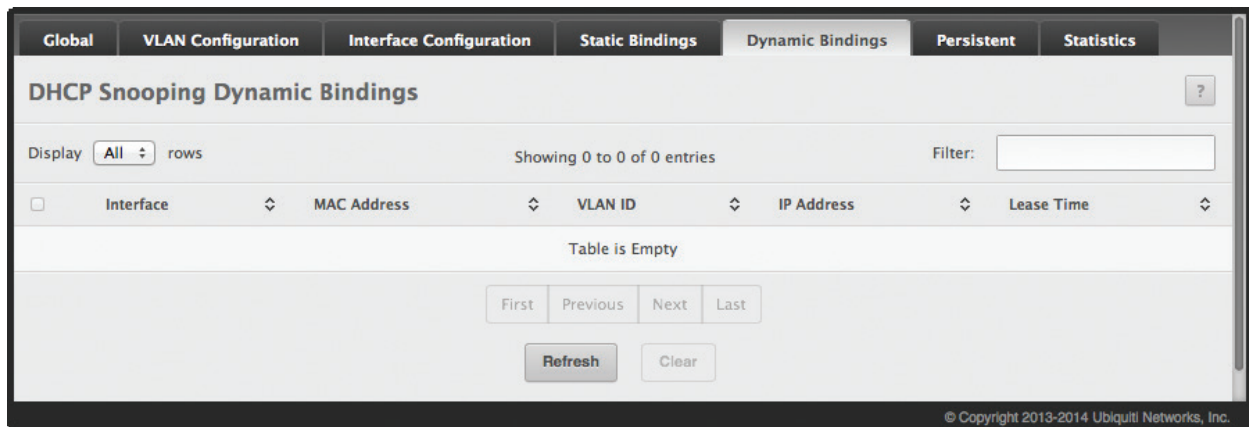 Global VLAN Configuration Interface Configuration Static Bindings Dynamic Bindings Persistent Statistics
DHCP Snooping Dynamic Bindings ?
Display All rows Showing 0 to 0 of 0 entries Filter:
Interface MAC Address VLAN ID IP Address Lease Time
Table is Empty
First Previous Next Last
Refresh Clear
© Copyright 2013-2014 Ubiquiti Networks, Inc.